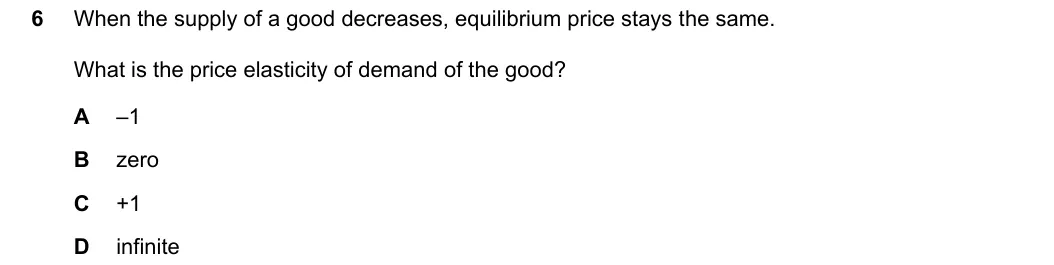 6 When the supply of a good decreases, equilibrium price stays the same.
What is the price elasticity of demand of the good?
A –1
B zero
C +1
D infinite